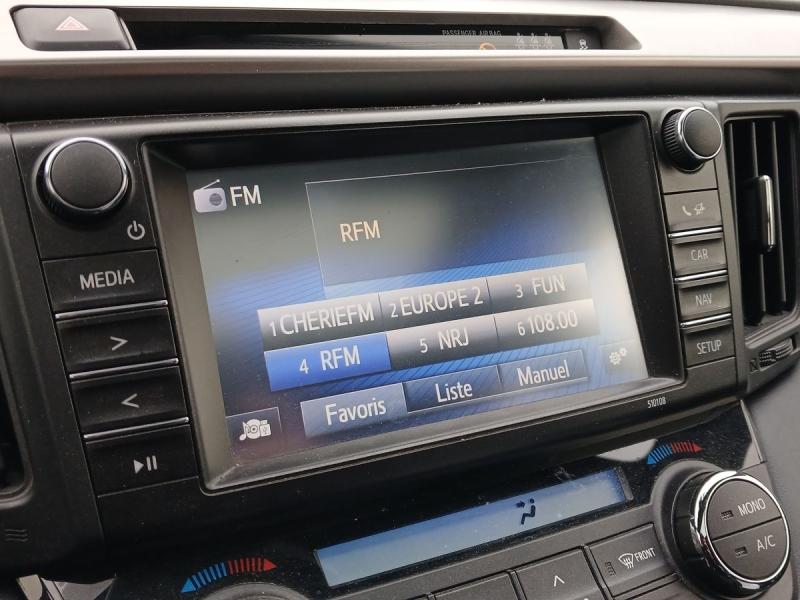 PASSENGER AIR BAG
FM
RFM
MEDIA
CAR
NAV
SETUP
1 CHERIEFM 2 EUROPE 2 3 FUN
4 RFM 5 NRJ 6 108.00
Favoris Liste Manuel
510108
MONO
A/C
FRONT